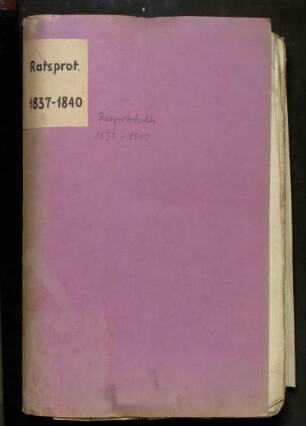 Ratsprot.
1837-1840
Ratsprotokolle
1837 - 1840